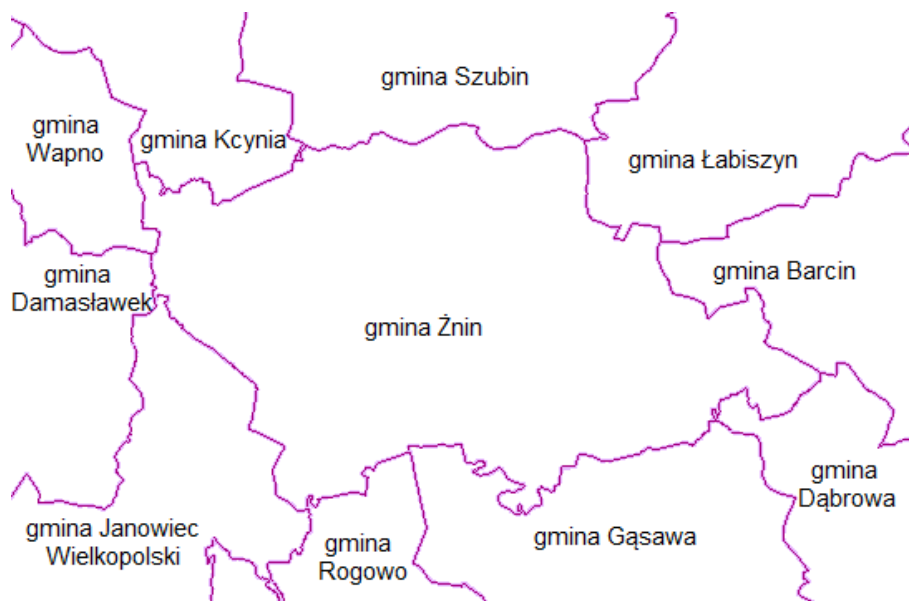 gmina Szubin
gmina
Wapno
gmina Kcynia
gmina Łabiszyn
gmina
Damasławek
gmina Barcin
gmina Żnin
gmina
Dąbrowa
gmina Janowiec
Wielkopolski
gmina
Rogowo
gmina Gąsawa